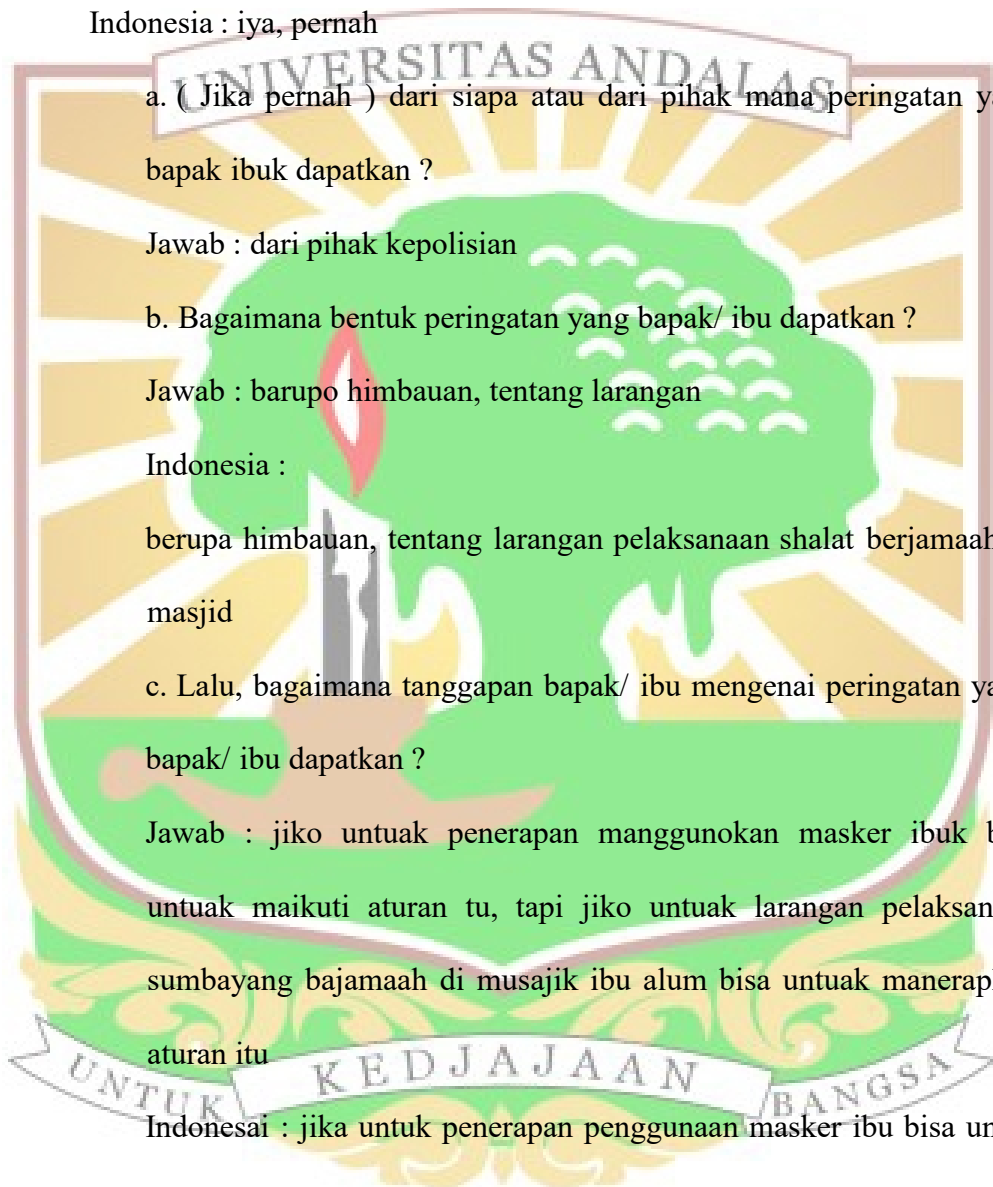 Indonesia : iya, pernah
UNIVERSITAS ANDALAS
a. ( Jika pernah ) dari siapa atau dari pihak mana peringatan
bapak ibuk dapatkan ?
Jawab : dari pihak kepolisian
b. Bagaimana bentuk peringatan yang bapak/ ibu dapatkan ?
Jawab : barupo himbauan, tentang larangan
Indonesia :
berupa himbauan, tentang larangan pelaksanaan shalat berjamaah
masjid
c. Lalu, bagaimana tanggapan bapak/ ibu mengenai peringatan
bapak/ ibu dapatkan ?
Jawab : jiko untuak penerapan manggunokan masker ibuk
untuak maikuti aturan tu, tapi jiko untuak larangan
sumbayang bajamaah di musajik ibu alum bisa untuak
aturan itu
UNTUK KEDJAJAAN BANGSA
Indonesai : jika untuk penerapan penggunaan masker ibu bisa